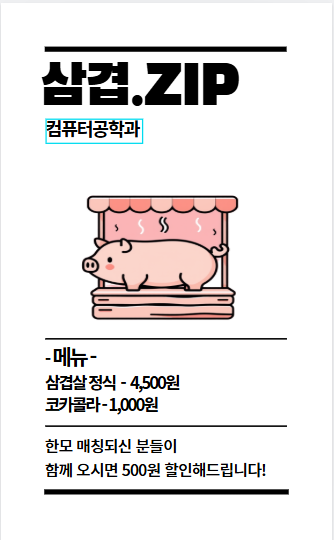 삼겹.ZIP
컴퓨터공학과
- 메뉴 -
삼겹살 정식 - 4,500원
코카콜라 - 1,000원
한모 매칭되신 분들이
함께 오시면 500원 할인해드립니다!